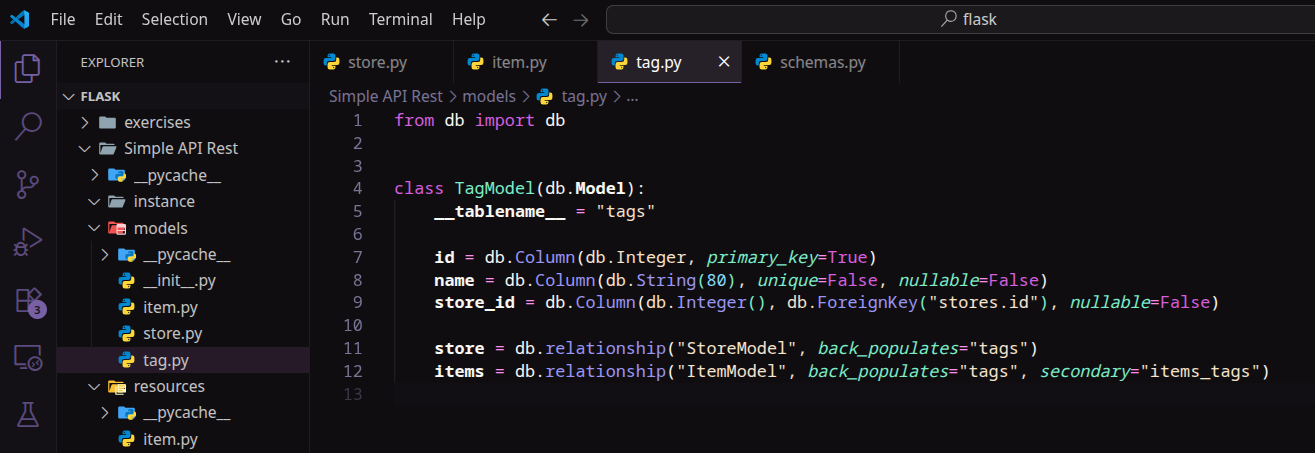 File Edit Selection View Go Run Terminal Help flask
EXPLORER ...
store.py item.py tag.py schemas.py
FLASK
exercises
Simple API Rest
__pycache__
instance
models
__pycache__
__init__.py
item.py
store.py
tag.py
resources
__pycache__
item.py
3
Simple API Rest > models > tag.py > ...
1 from db import db
2
3
4 class TagModel(db.Model):
5 __tablename__ = "tags"
6
7 id = db.Column(db.Integer, primary_key=True)
8 name = db.Column(db.String(80), unique=False, nullable=False)
9 store_id = db.Column(db.Integer(), db.ForeignKey("stores.id"), nullable=False)
10
11 store = db.relationship("StoreModel", back_populates="tags")
12 items = db.relationship("ItemModel", back_populates="tags", secondary="items_tags")
13